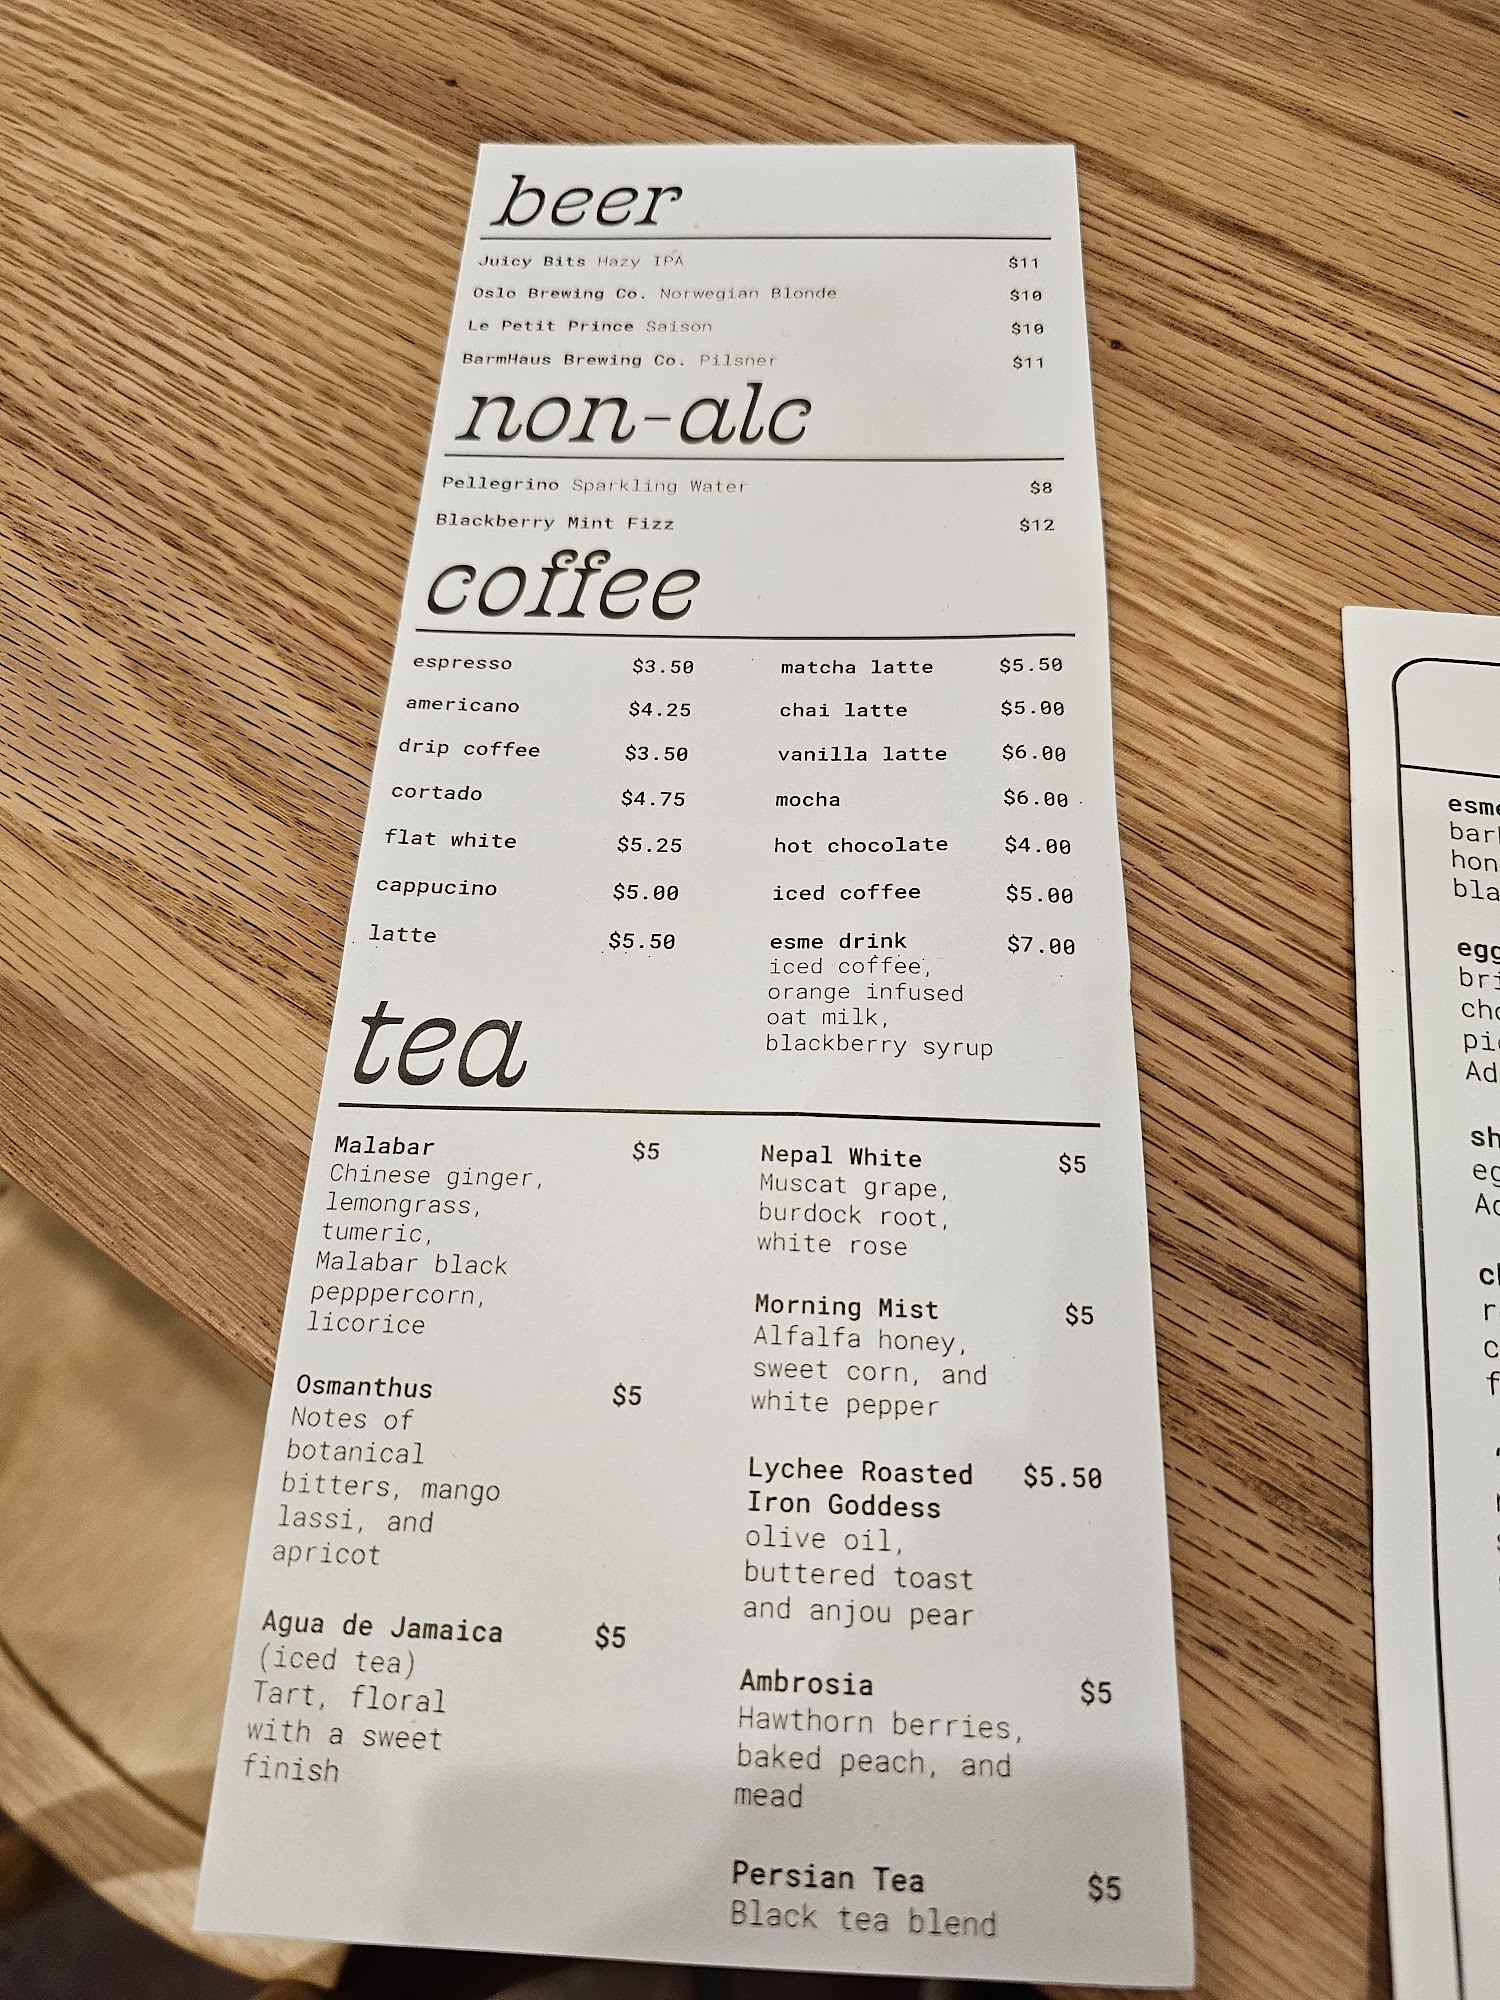 beer
Juicy Bits Hazy IPA $11
Oslo Brewing Co. Norwegian Blonde $10
Le Petit Prince Saison $10
BarmHaus Brewing Co. Pilsner $11
non-alc
Pellegrino Sparkling Water $8
Blackberry Mint Fizz $12
coffee
espresso $3.50
americano $4.25
drip coffee $3.50
cortado $4.75
flat white $5.25
cappucino $5.00
latte $5.50
matcha latte $5.50
chai latte $5.00
vanilla latte $6.00
mocha $6.00
hot chocolate $4.00
iced coffee $5.00
esme drink $7.00
iced coffee,
orange infused
oat milk,
blackberry syrup
tea
Malabar $5
Chinese ginger,
lemongrass,
tumeric,
Malabar black
pepppercorn,
licorice
Osmanthus $5
Notes of
botanical
bitters, mango
lassi, and
apricot
Agua de Jamaica $5
(iced tea)
Tart, floral
with a sweet
finish
Nepal White $5
Muscat grape,
burdock root,
white rose
Morning Mist $5
Alfalfa honey,
sweet corn, and
white pepper
Lychee Roasted $5.50
Iron Goddess
olive oil,
buttered toast
and anjou pear
Ambrosia $5
Hawthorn berries,
baked peach, and
mead
Persian Tea $5
Black tea blend